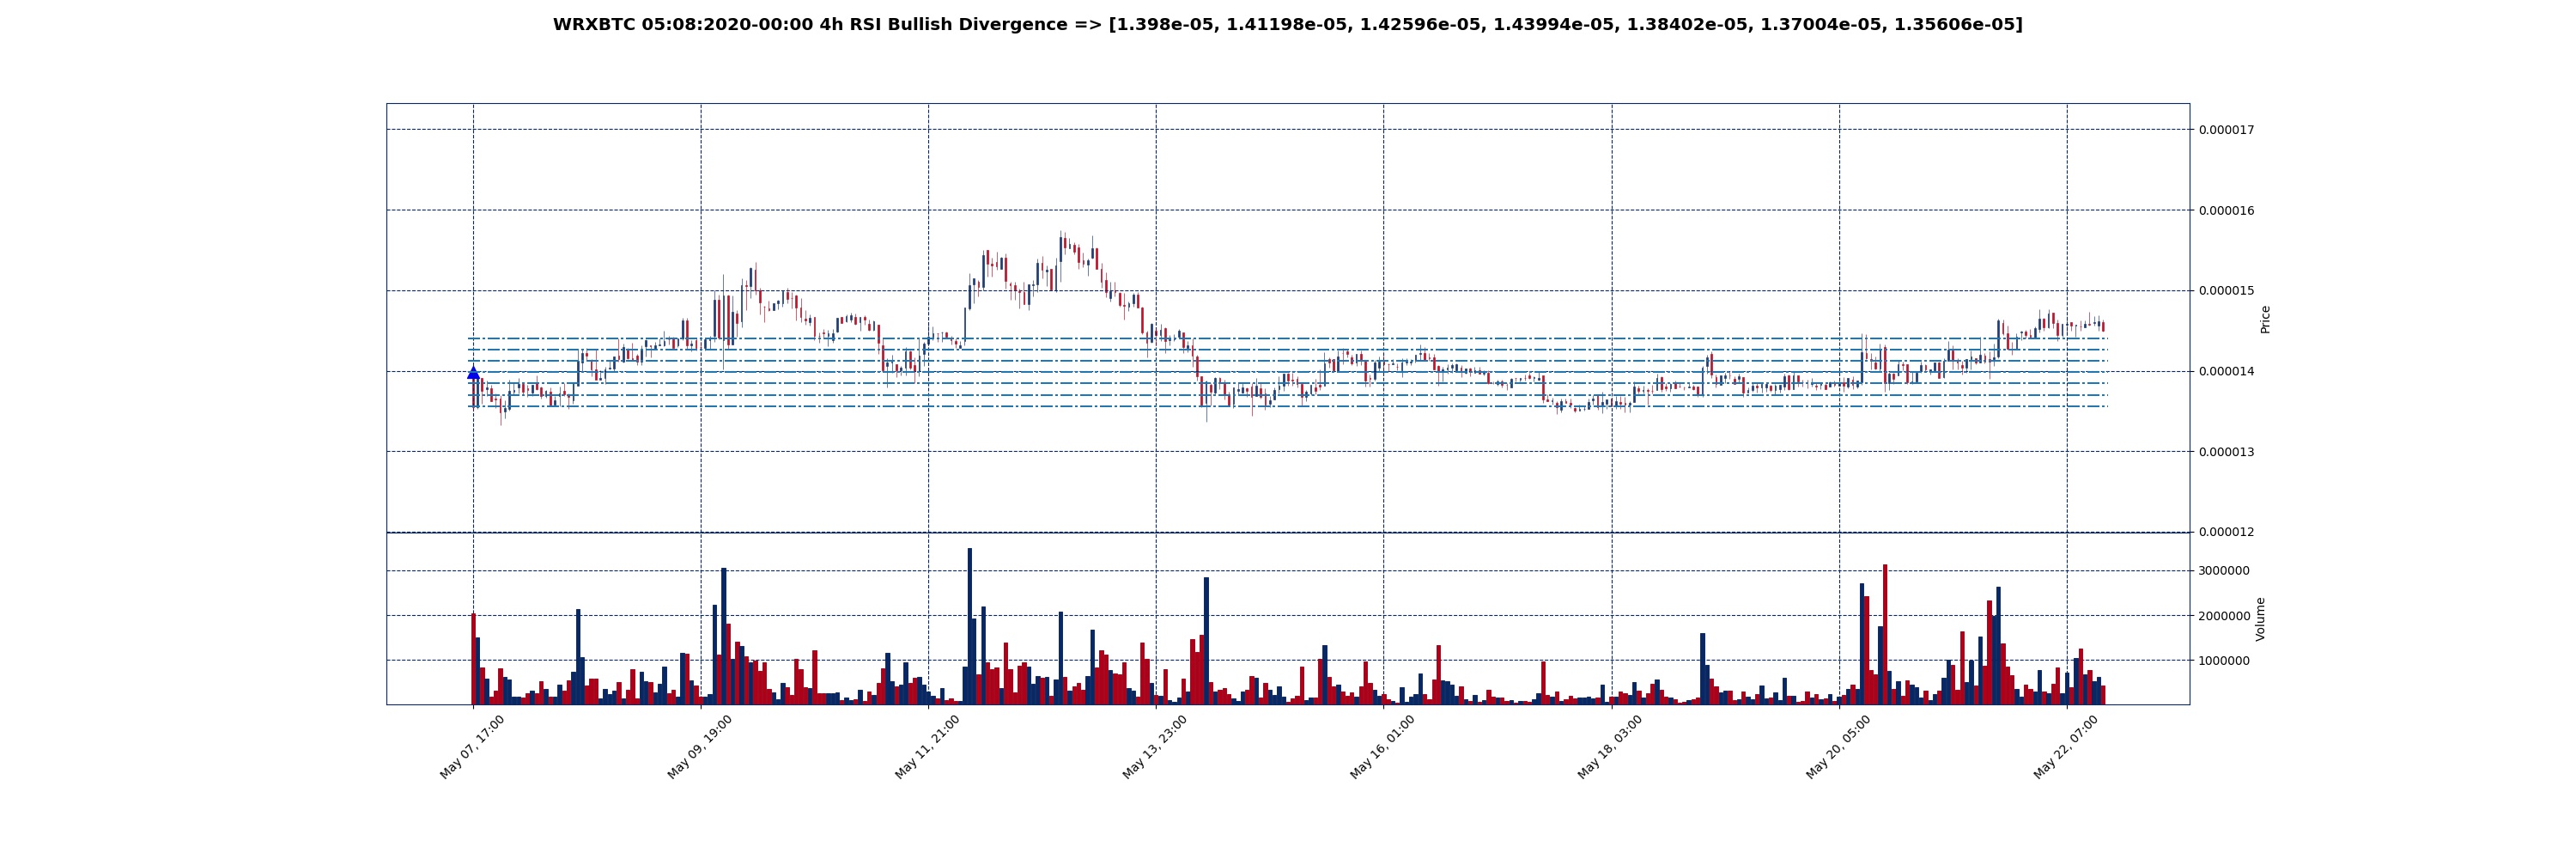 WRXBTC 05:08:2020-00:00 4h RSI Bullish Divergence => [1.398e-05, 1.41198e-05, 1.42596e-05, 1.43994e-05, 1.38402e-05, 1.37004e-05, 1.35606e-05]
0.000017
0.000016
0.000015
0.000014
0.000013
0.000012
Price
3000000
2000000
1000000
Volume
May 07, 17:00
May 09, 19:00
May 11, 21:00
May 13, 23:00
May 16, 01:00
May 18, 03:00
May 20, 05:00
May 22, 07:00